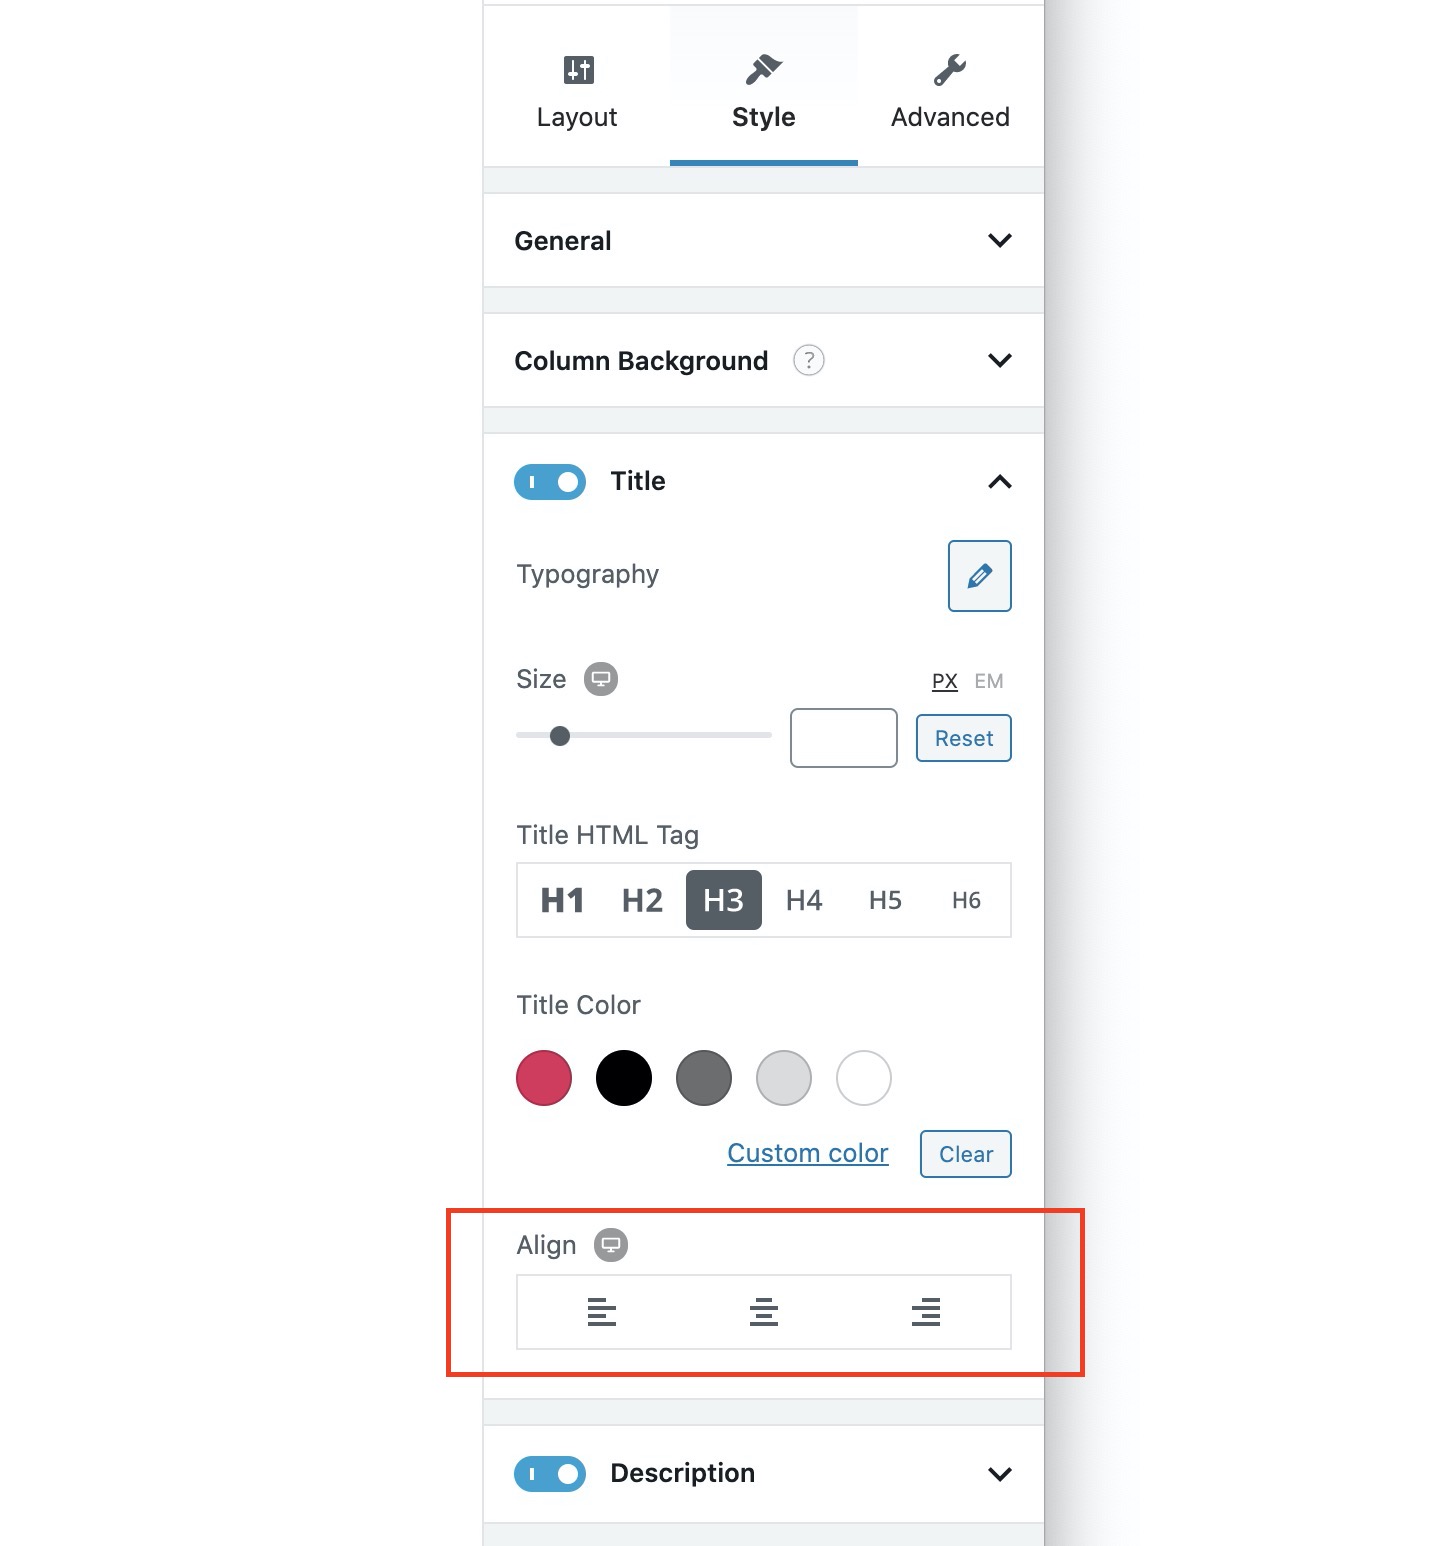 Layout Style Advanced
General
Column Background ?
Title
Typography
Size PX EM
Reset
Title HTML Tag
H1 H2 H3 H4 H5 H6
Title Color
Custom color Clear
Align
Description